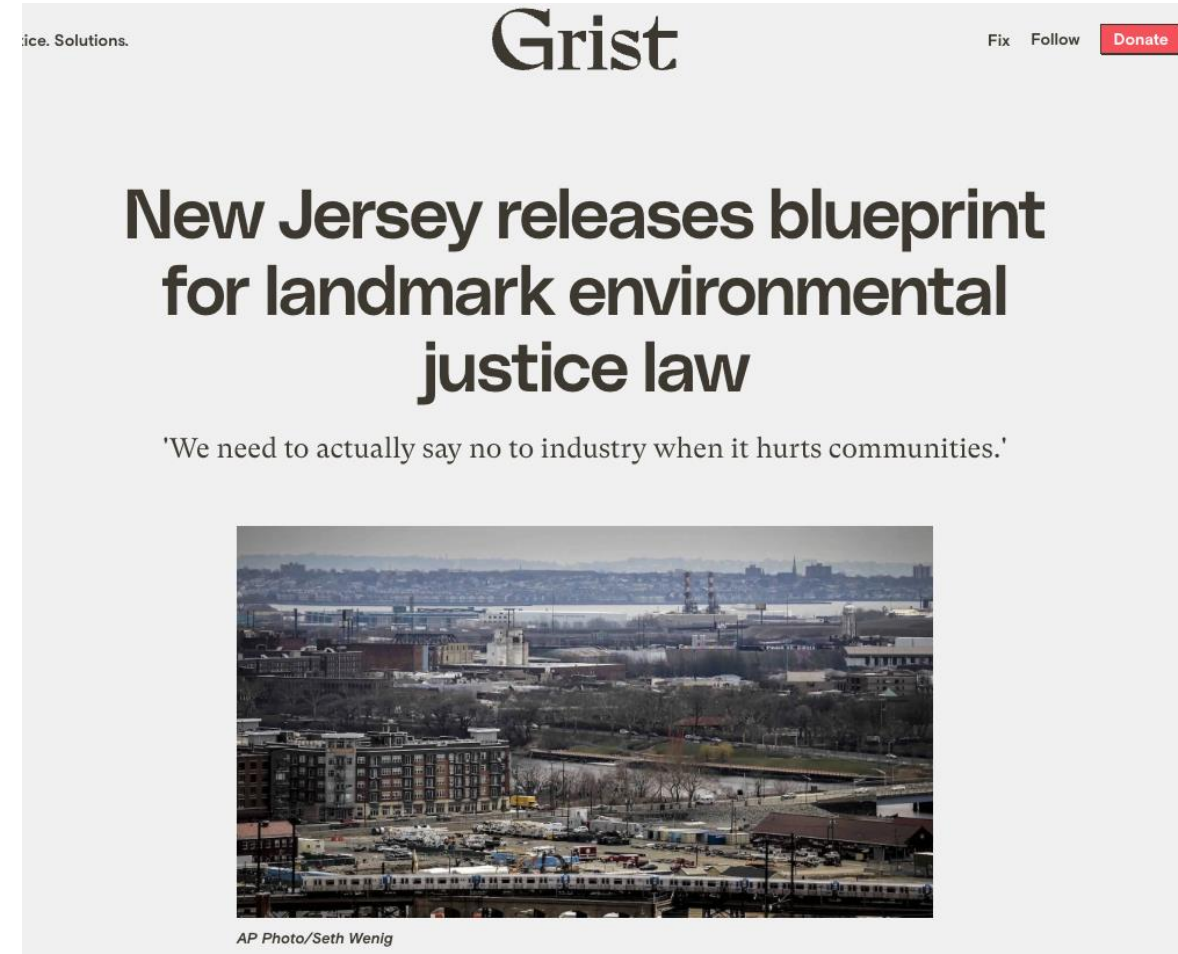 ice. Solutions.
Grist
Fix Follow Donate
New Jersey releases blueprint
for landmark environmental
justice law
'We need to actually say no to industry when it hurts communities.'
AP Photo/Seth Wenig